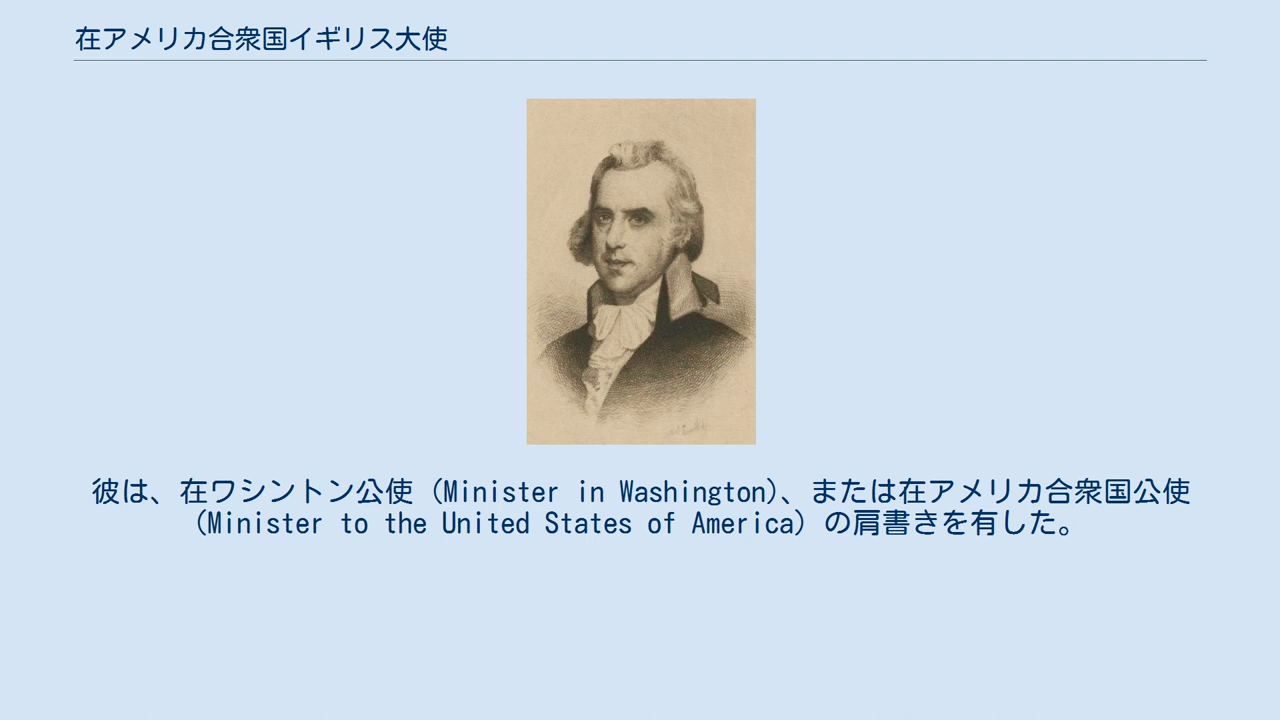 在アメリカ合衆国イギリス大使
彼は、在ワシントン公使（Minister in Washington）、または在アメリカ合衆国公使
（Minister to the United States of America）の肩書きを有した。